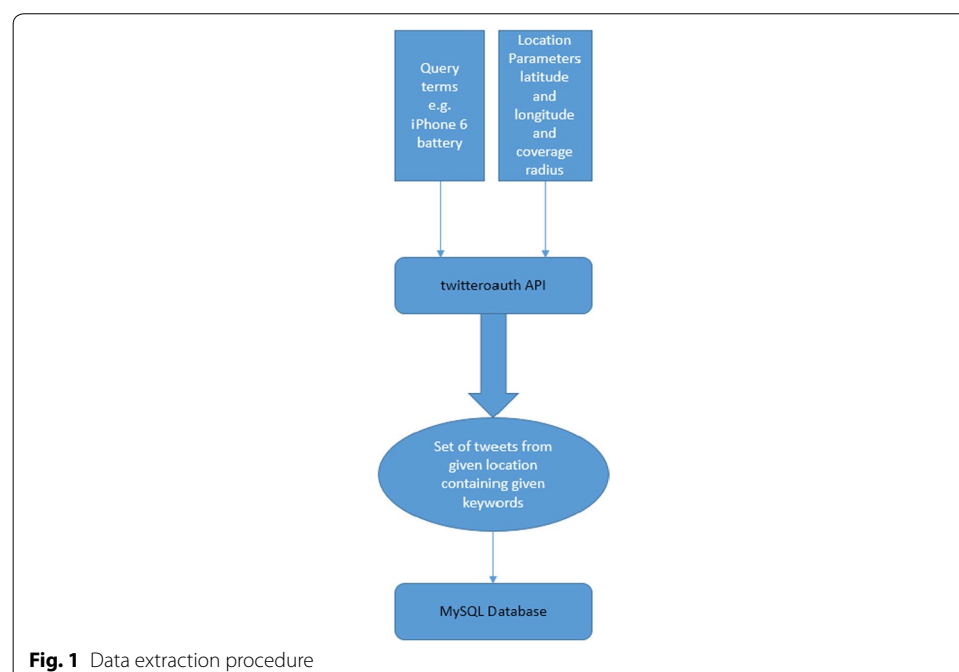 Query
terms
e.g.
iPhone 6
battery
Location
Parameters
latitude
and
longitude
and
coverage
radius
twitteroauth API
Set of tweets from
given location
containing given
keywords
MySQL Database
Fig. 1 Data extraction procedure